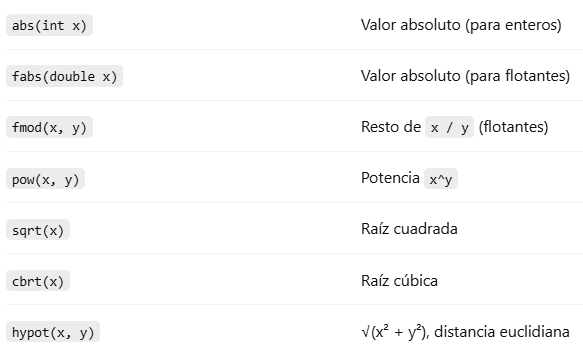 abs(int x) Valor absoluto (para enteros)
fabs(double x) Valor absoluto (para flotantes)
fmod(x, y) Resto de x / y (flotantes)
pow(x, y) Potencia x^y
sqrt(x) Raíz cuadrada
cbrt(x) Raíz cúbica
hypot(x, y) √(x² + y²), distancia euclidiana